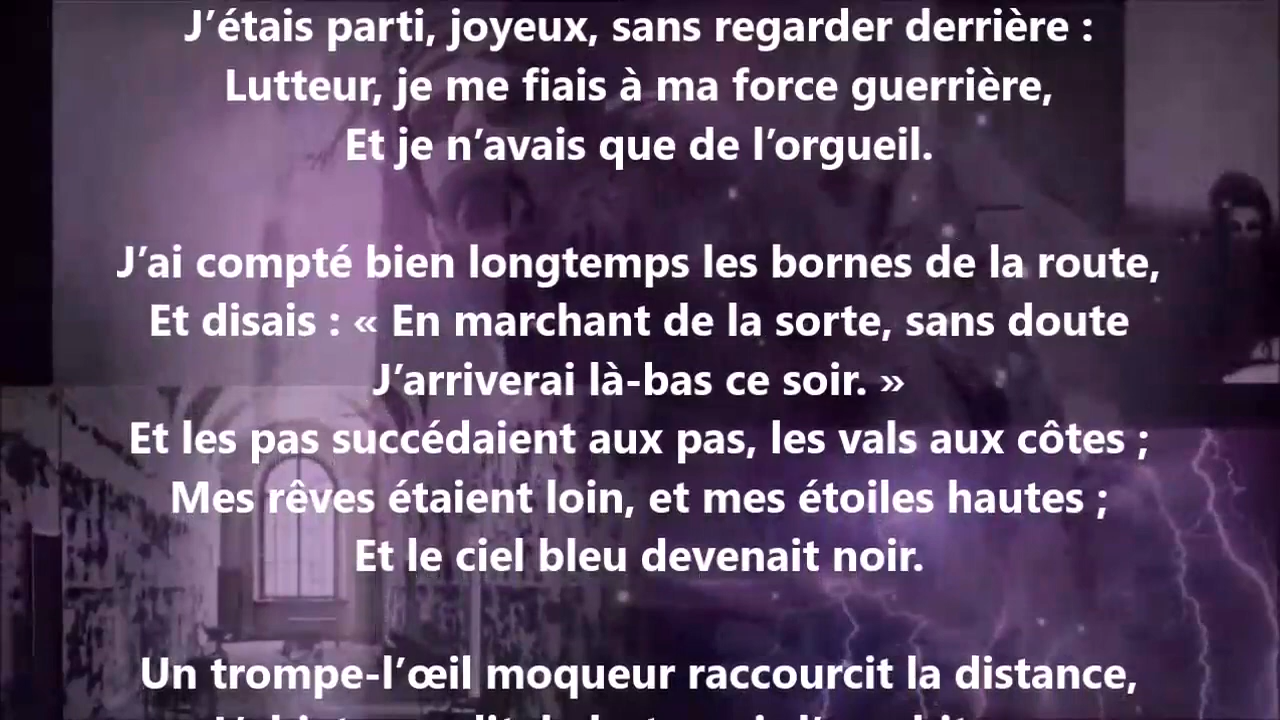 J’étais parti, joyeux, sans regarder derrière :
Lutteur, je me fiais à ma force guerrière,
Et je n’avais que de l’orgueil.
J’ai compté bien longtemps les bornes de la route,
Et disais : « En marchant de la sorte, sans doute
J’arriverai là-bas ce soir. »
Et les pas succédaient aux pas, les vals aux côtes ;
Mes rêves étaient loin, et mes étoiles hautes ;
Et le ciel bleu devenait noir.
Un trompe-l’œil moqueur raccourcit la distance,